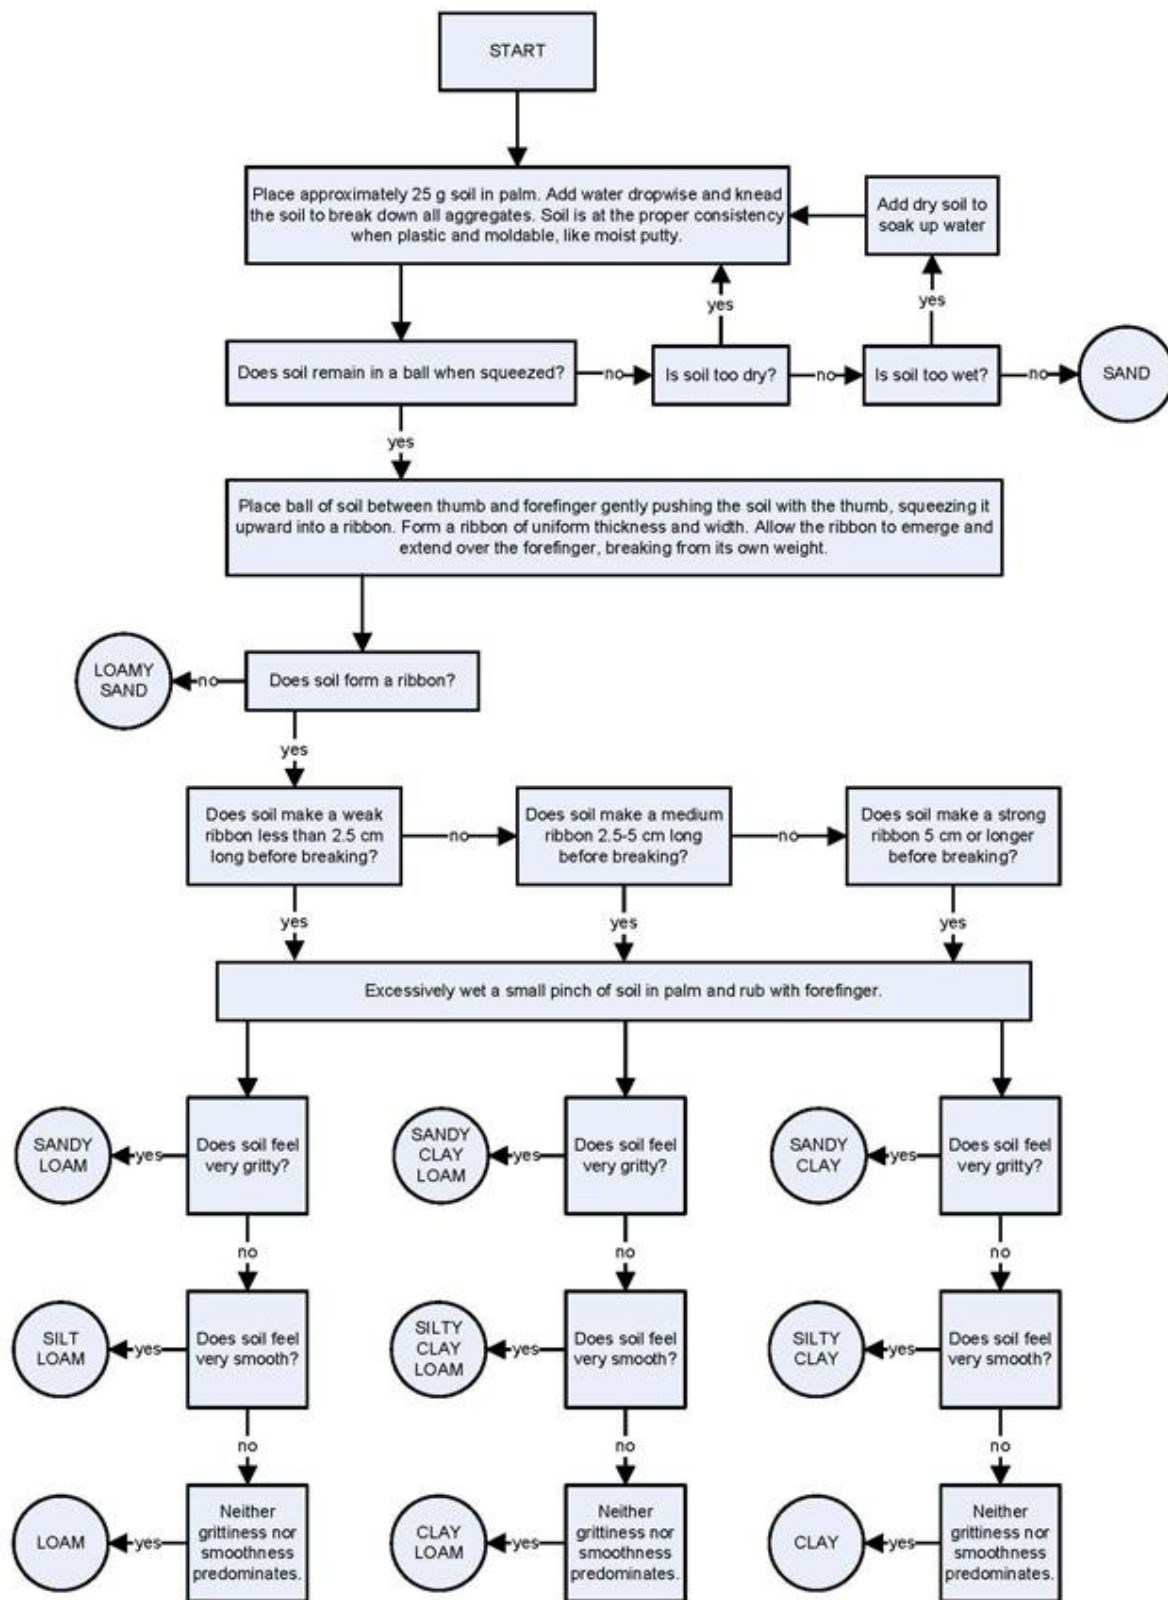 START
Place approximately 25 g soil in palm. Add water dropwise and knead
the soil to break down all aggregates. Soil is at the proper consistency
when plastic and moldable, like moist putty.
Add dry soil to
soak up water
yes
yes
Does soil remain in a ball when squeezed?
no
Is soil too dry?
no
Is soil too wet?
no
SAND
yes
Place ball of soil between thumb and forefinger gently pushing the soil with the thumb, squeezing it
upward into a ribbon. Form a ribbon of uniform thickness and width. Allow the ribbon to emerge and
extend over the forefinger, breaking from its own weight.
LOAMY
SAND
no
Does soil form a ribbon?
yes
Does soil make a weak
ribbon less than 2.5 cm
long before breaking?
no
Does soil make a medium
ribbon 2.5-5 cm long
before breaking?
no
Does soil make a strong
ribbon 5 cm or longer
before breaking?
yes
yes
yes
Excessively wet a small pinch of soil in palm and rub with forefinger.
SANDY
LOAM
yes
Does soil feel
very gritty?
SANDY
CLAY
LOAM
yes
Does soil feel
very gritty?
SANDY
CLAY
yes
Does soil feel
very gritty?
no
no
no
SILT
LOAM
yes
Does soil feel
very smooth?
SILTY
CLAY
LOAM
yes
Does soil feel
very smooth?
SILTY
CLAY
yes
Does soil feel
very smooth?
no
no
no
LOAM
yes
Neither
grittiness nor
smoothness
predominates.
CLAY
LOAM
yes
Neither
grittiness nor
smoothness
predominates.
CLAY
yes
Neither
grittiness nor
smoothness
predominates.